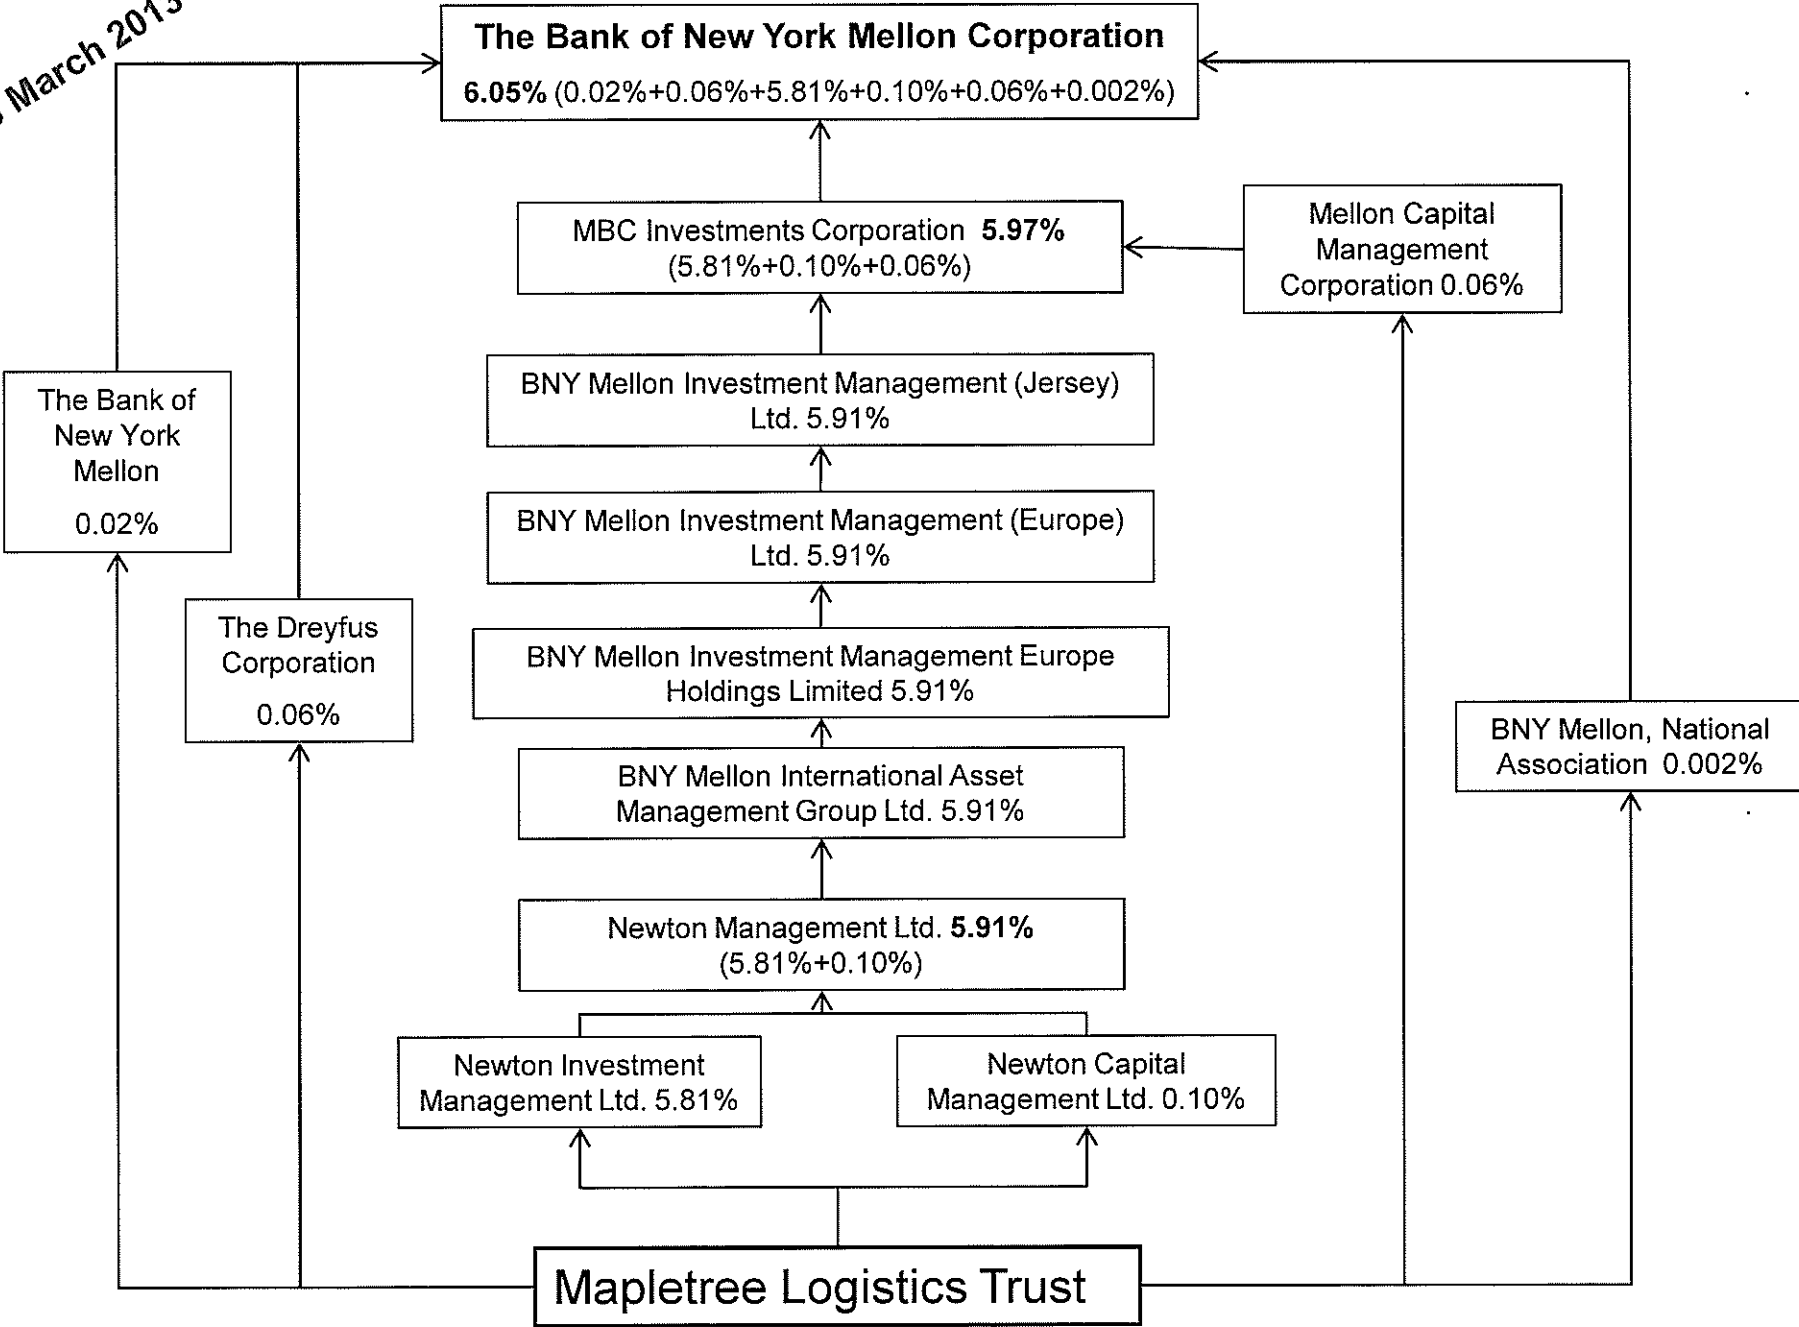 March 2013
The Bank of New York Mellon Corporation
6.05% (0.02%+0.06%+5.81%+0.10%+0.06%+0.002%)
MBC Investments Corporation 5.97%
(5.81%+0.10%+0.06%)
Mellon Capital
Management
Corporation 0.06%
BNY Mellon Investment Management (Jersey)
Ltd. 5.91%
The Bank of
New York
Mellon
0.02%
BNY Mellon Investment Management (Europe)
Ltd. 5.91%
The Dreyfus
Corporation
0.06%
BNY Mellon Investment Management Europe
Holdings Limited 5.91%
BNY Mellon, National
Association 0.002%
BNY Mellon International Asset
Management Group Ltd. 5.91%
Newton Management Ltd. 5.91%
(5.81%+0.10%)
Newton Investment
Management Ltd. 5.81%
Newton Capital
Management Ltd. 0.10%
Mapletree Logistics Trust